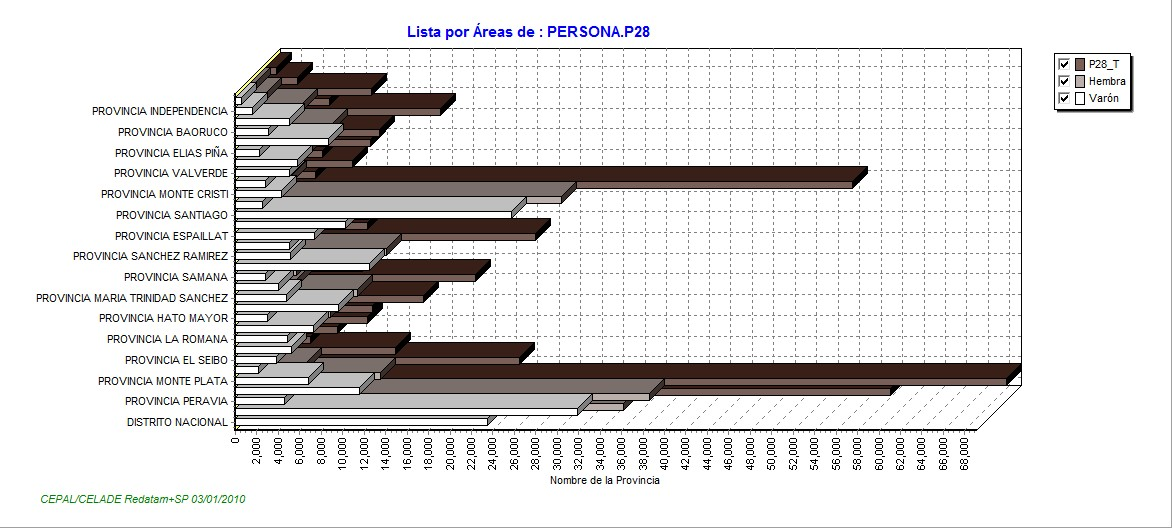 Lista por Áreas de : PERSONA.P28
P28_T
Hembra
Varón
PROVINCIA INDEPENDENCIA
PROVINCIA BAORUCO
PROVINCIA ELIAS PIÑA
PROVINCIA VALVERDE
PROVINCIA MONTE CRISTI
PROVINCIA SANTIAGO
PROVINCIA ESPAILLAT
PROVINCIA SANCHEZ RAMIREZ
PROVINCIA SAMANA
PROVINCIA MARIA TRINIDAD SANCHEZ
PROVINCIA HATO MAYOR
PROVINCIA LA ROMANA
PROVINCIA EL SEIBO
PROVINCIA MONTE PLATA
PROVINCIA PERAVIA
DISTRITO NACIONAL
0 2,000 4,000 6,000 8,000 10,000 12,000 14,000 16,000 18,000 20,000 22,000 24,000 26,000 28,000 30,000 32,000 34,000 36,000 38,000 40,000 42,000 44,000 46,000 48,000 50,000 52,000 54,000 56,000 58,000 60,000 62,000 64,000 66,000 68,000
Nombre de la Provincia
CEPAL/CELADE Redatam+SP 03/01/2010